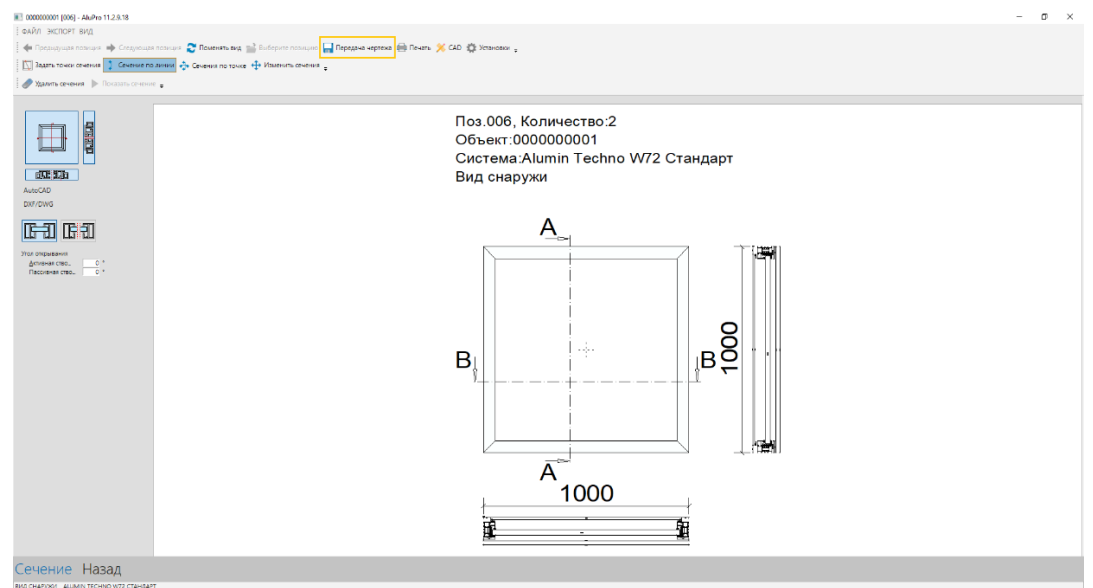 0000000001 [006] - AluPro 11.2.9.18
ФАЙЛ ЭКСПОРТ ВИД
Предыдущая позиция Следующая позиция Поменять вид Выберите позицию Передача чертежа Печать CAD Установки
Задать точки сечения Сечение по линии Сечение по точке Изменить сечения
Удалить сечения Показать сечение
AutoCAD
DXF/DWG
Угол открывания
Активная ство... 0 °
Пассивная ство... 0 °
Поз.006, Количество:2
Объект:0000000001
Система:Alumin Techno W72 Стандарт
Вид снаружи
A
B B
1000
A
1000
Сечение Назад
ВИД СНАРУЖИ ALUMIN TECHNO W72 СТАНДАРТ